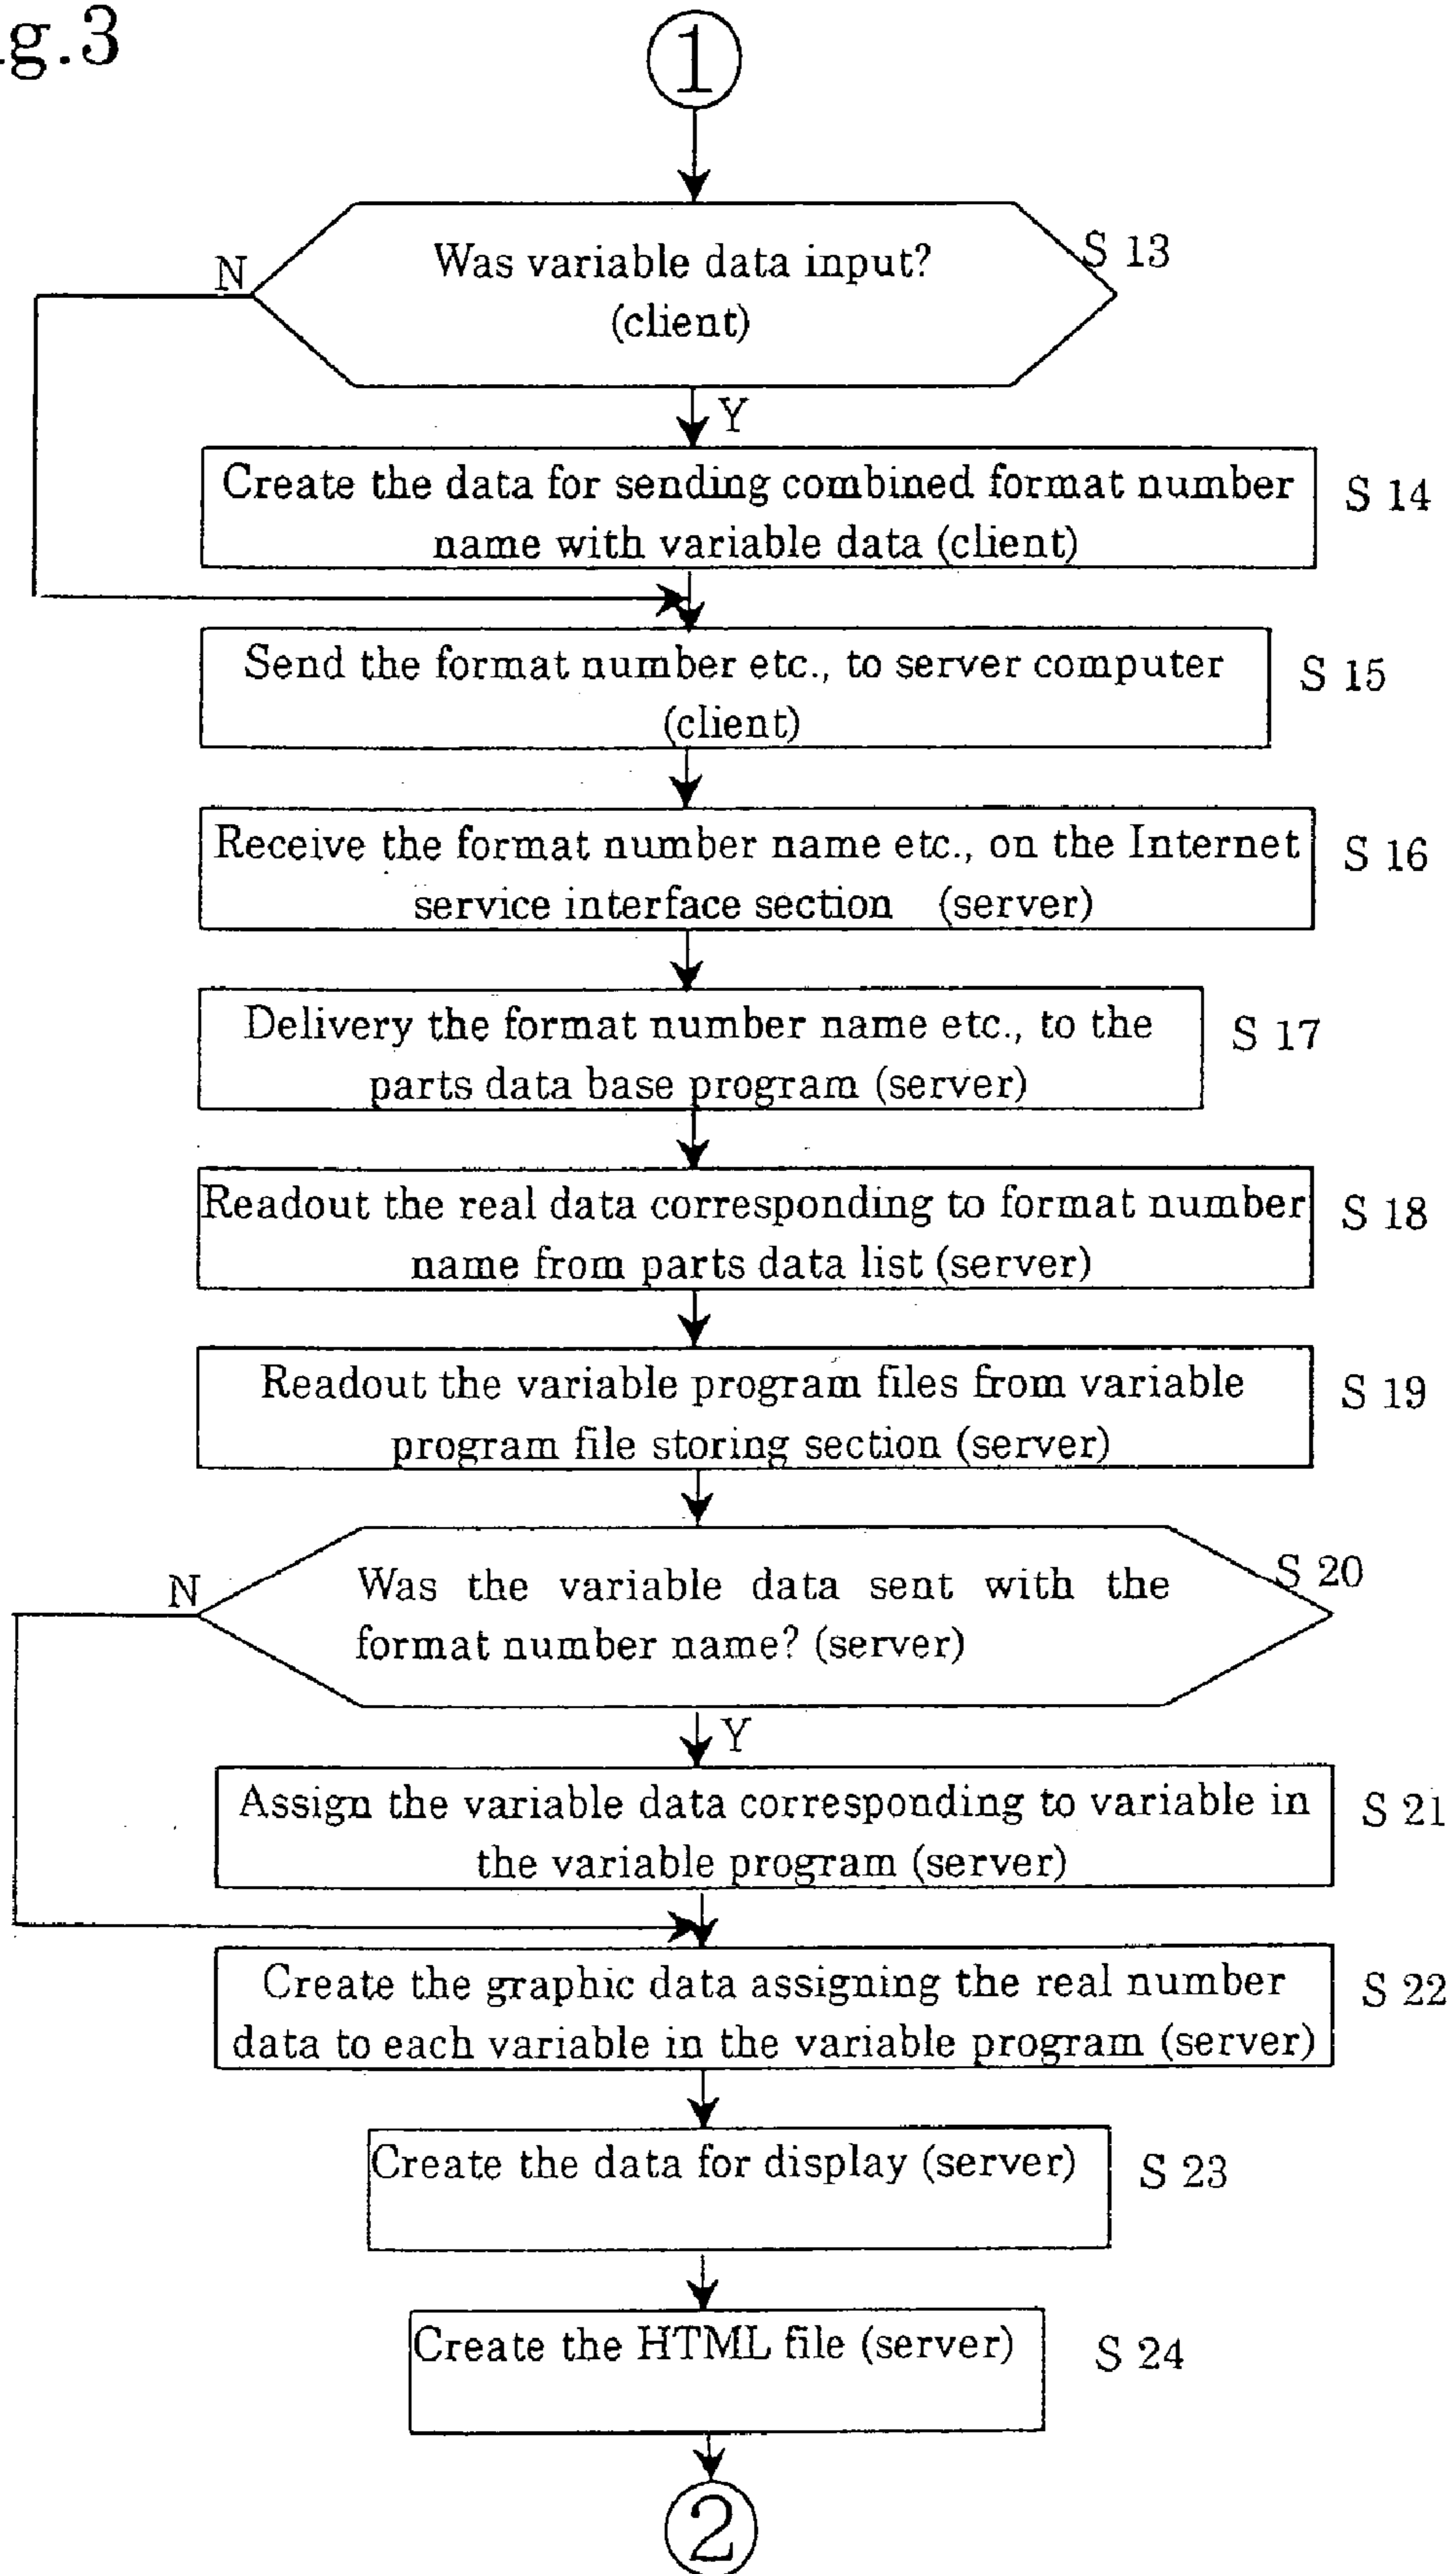 g.3
1
Was variable data input?
S 13
(client)
N
Y
Create the data for sending combined format number
name with variable data (client)
S 14
Send the format number etc., to server computer
(client)
S 15
Receive the format number name etc., on the Internet
service interface section (server)
S 16
Delivery the format number name etc., to the
parts data base program (server)
S 17
Readout the real data corresponding to format number
name from parts data list (server)
S 18
Readout the variable program files from variable
program file storing section (server)
S 19
Was the variable data sent with the
format number name? (server)
S 20
N
Y
Assign the variable data corresponding to variable in
the variable program (server)
S 21
Create the graphic data assigning the real number
data to each variable in the variable program (server)
S 22
Create the data for display (server)
S 23
Create the HTML file (server)
S 24
2